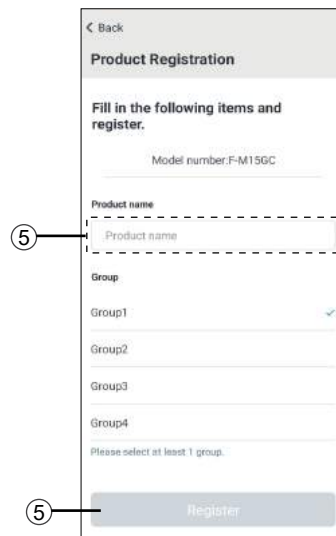 < Back
Product Registration
Fill in the following items and
register.
Model number:F-M15GC
Product name
⑤
Product name
Group
Group1
Group2
Group3
Group4
Please select at least 1 group.
⑤
Register